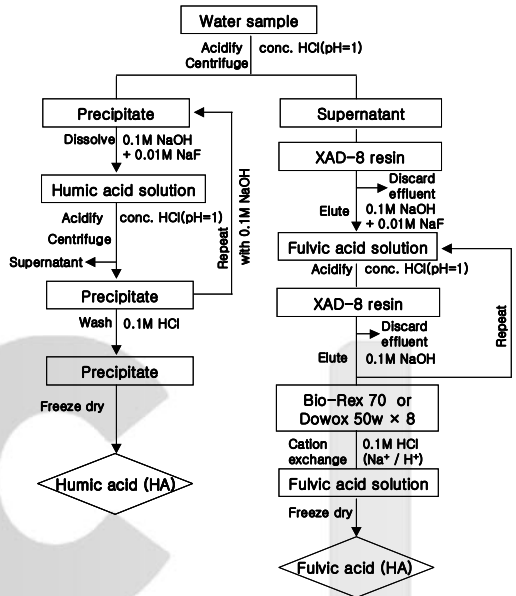 Water sample
Acidify conc. HCl(pH=1)
Centrifuge
Precipitate
Dissolve 0.1M NaOH
+ 0.01M NaF
Humic acid solution
Acidify conc. HCl(pH=1)
Centrifuge
Supernatant
Precipitate
Repeat
with 0.1M NaOH
Wash 0.1M HCl
Precipitate
Freeze dry
Humic acid (HA)
Supernatant
XAD-8 resin
Discard
effluent
Elute 0.1M NaOH
+ 0.01M NaF
Fulvic acid solution
Acidify conc. HCl(pH=1)
XAD-8 resin
Discard
effluent
Elute 0.1M NaOH
Repeat
Bio-Rex 70 or
Dowox 50w × 8
Cation 0.1M HCl
exchange (Na⁺ / H⁺)
Fulvic acid solution
Freeze dry
Fulvic acid (HA)